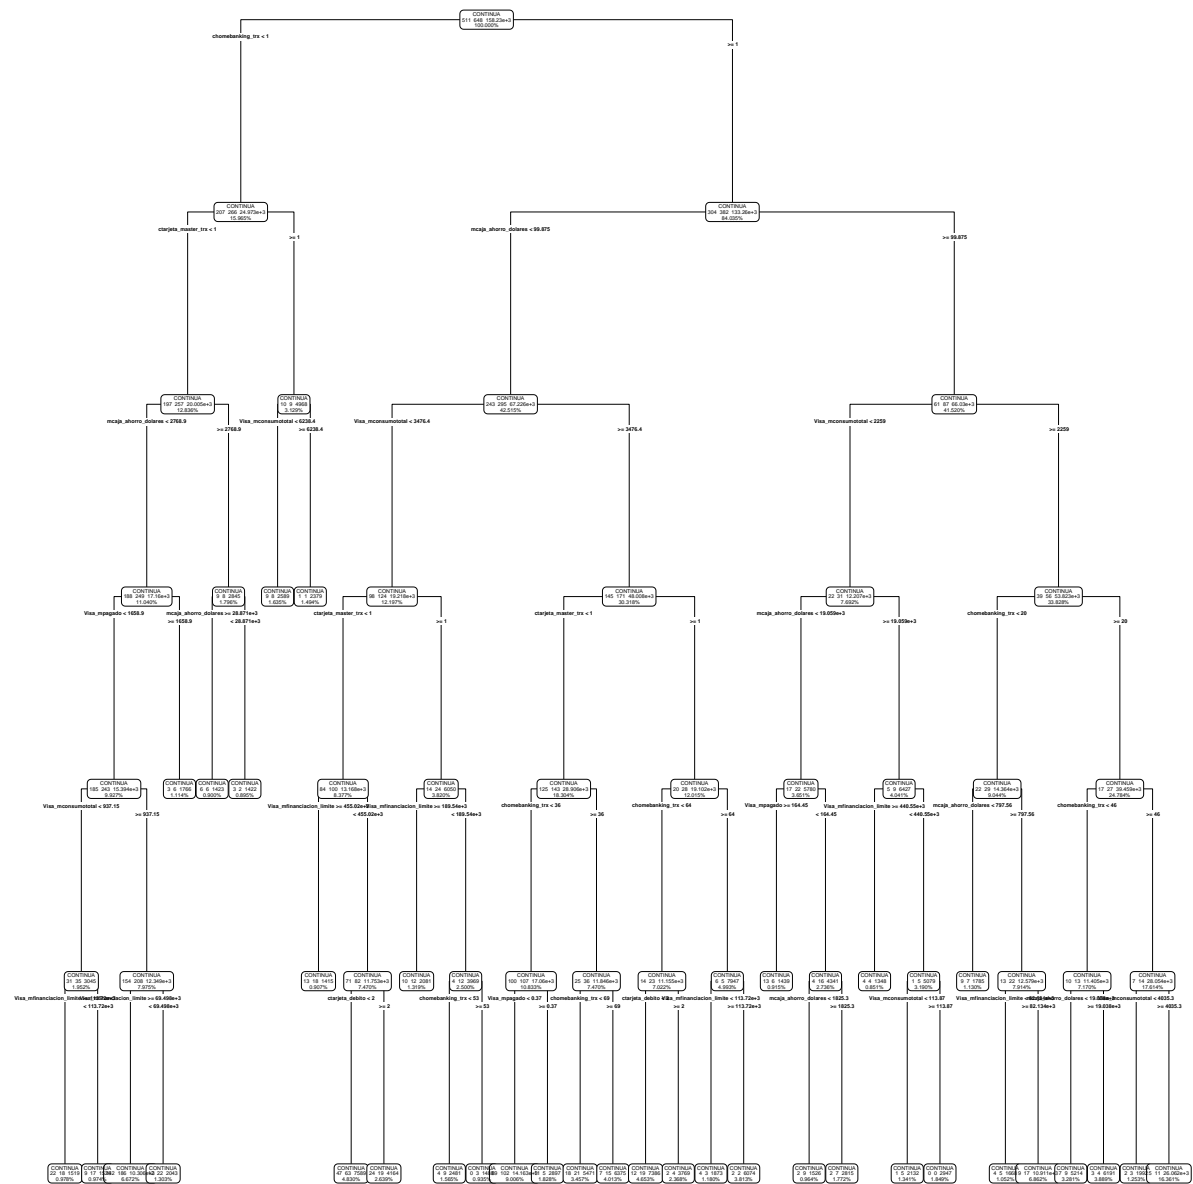 CONTINUA
511 648 158.23e+3
100.000%
chomebanking_trx < 1
>= 1
CONTINUA
207 266 24.973e+3
15.965%
CONTINUA
304 382 133.26e+3
84.035%
ctarjeta_master_trx < 1
>= 1
mcaja_ahorro_dolares < 99.875
>= 99.875
CONTINUA
197 257 20.005e+3
12.836%
CONTINUA
10 9 4968
3.129%
CONTINUA
243 295 67.226e+3
42.515%
CONTINUA
61 87 66.03e+3
41.520%
mcaja_ahorro_dolares < 2768.9
>= 2768.9
Visa_mconsumototal < 6238.4
>= 6238.4
Visa_mconsumototal < 3476.4
>= 3476.4
Visa_mconsumototal < 2259
>= 2259
CONTINUA
188 249 17.16e+3
11.040%
CONTINUA
9 8 2845
1.796%
CONTINUA
9 8 2589
1.635%
CONTINUA
1 1 2379
1.494%
CONTINUA
98 124 19.218e+3
12.197%
CONTINUA
145 171 48.008e+3
30.318%
CONTINUA
22 31 12.207e+3
7.692%
CONTINUA
39 56 53.823e+3
33.828%
Visa_mpagado < 1658.9
>= 1658.9
mcaja_ahorro_dolares >= 28.871e+3
< 28.871e+3
ctarjeta_master_trx < 1
>= 1
ctarjeta_master_trx < 1
>= 1
mcaja_ahorro_dolares < 19.059e+3
>= 19.059e+3
chomebanking_trx < 20
>= 20
CONTINUA
185 243 15.394e+3
9.927%
CONTINUA
3 6 1766
1.114%
CONTINUA
6 6 1423
0.900%
CONTINUA
3 2 1422
0.895%
CONTINUA
84 100 13.168e+3
8.377%
CONTINUA
14 24 6050
3.820%
CONTINUA
125 143 28.906e+3
18.304%
CONTINUA
20 28 19.102e+3
12.015%
CONTINUA
17 22 5780
3.851%
CONTINUA
5 9 6427
4.041%
CONTINUA
22 29 14.364e+3
9.044%
CONTINUA
17 27 39.459e+3
24.784%
Visa_mconsumototal < 937.15
>= 937.15
< 455.02e+3
Visa_mfinanciacion_limite >= 189.54e+3
< 189.54e+3
chomebanking_trx < 36
>= 36
chomebanking_trx < 64
>= 64
Visa_mpagado >= 164.45
< 164.45
Visa_mfinanciacion_limite >= 440.55e+3
< 440.55e+3
mcaja_ahorro_dolares < 797.56
>= 797.56
chomebanking_trx < 46
>= 46
CONTINUA
31 35 3045
1.952%
CONTINUA
154 208 12.349e+3
7.975%
CONTINUA
13 18 1415
0.907%
CONTINUA
71 82 11.753e+3
7.470%
CONTINUA
10 12 2081
1.319%
CONTINUA
4 12 3969
2.500%
CONTINUA
100 107 17.06e+3
10.833%
CONTINUA
25 36 11.846e+3
7.470%
CONTINUA
14 23 11.155e+3
7.022%
CONTINUA
6 5 7947
4.993%
CONTINUA
13 6 1439
0.915%
CONTINUA
4 16 4341
2.736%
CONTINUA
4 4 1348
0.851%
CONTINUA
1 5 5079
3.190%
CONTINUA
9 7 1785
1.130%
CONTINUA
13 22 12.579e+3
7.914%
CONTINUA
10 13 11.405e+3
7.170%
CONTINUA
7 14 28.054e+3
17.614%
< 113.72e+3
< 69.498e+3
ctarjeta_debito < 2
>= 2
chomebanking_trx < 53
>= 53
Visa_mpagado < 0.37
>= 0.37
chomebanking_trx < 69
>= 69
>= 2
>= 113.72e+3
mcaja_ahorro_dolares < 1825.3
>= 1825.3
Visa_mconsumototal < 113.87
>= 113.87
>= 82.134e+3
>= 19.038e+3
>= 4035.3
CONTINUA
22 18 1519
0.978%
CONTINUA
6.672%
CONTINUA
22 2043
1.303%
CONTINUA
47 63 7589
4.830%
CONTINUA
24 19 4164
2.639%
CONTINUA
4 9 2481
1.565%
0.935%
CONTINUA
9.006%
CONTINUA
5 2897
1.828%
CONTINUA
18 21 5471
3.457%
CONTINUA
7 15 6375
4.013%
CONTINUA
12 19 7386
4.653%
CONTINUA
2 4 3769
2.368%
CONTINUA
4 3 1873
1.180%
CONTINUA
2 2 6074
3.813%
CONTINUA
2 9 1526
0.964%
CONTINUA
2 7 2815
1.772%
CONTINUA
1 5 2132
1.341%
CONTINUA
0 0 2947
1.849%
CONTINUA
1.052%
CONTINUA
6.862%
CONTINUA
9 5214
3.281%
CONTINUA
3 4 6191
3.889%
CONTINUA
1.253%
CONTINUA
11 26.062e+3
16.361%